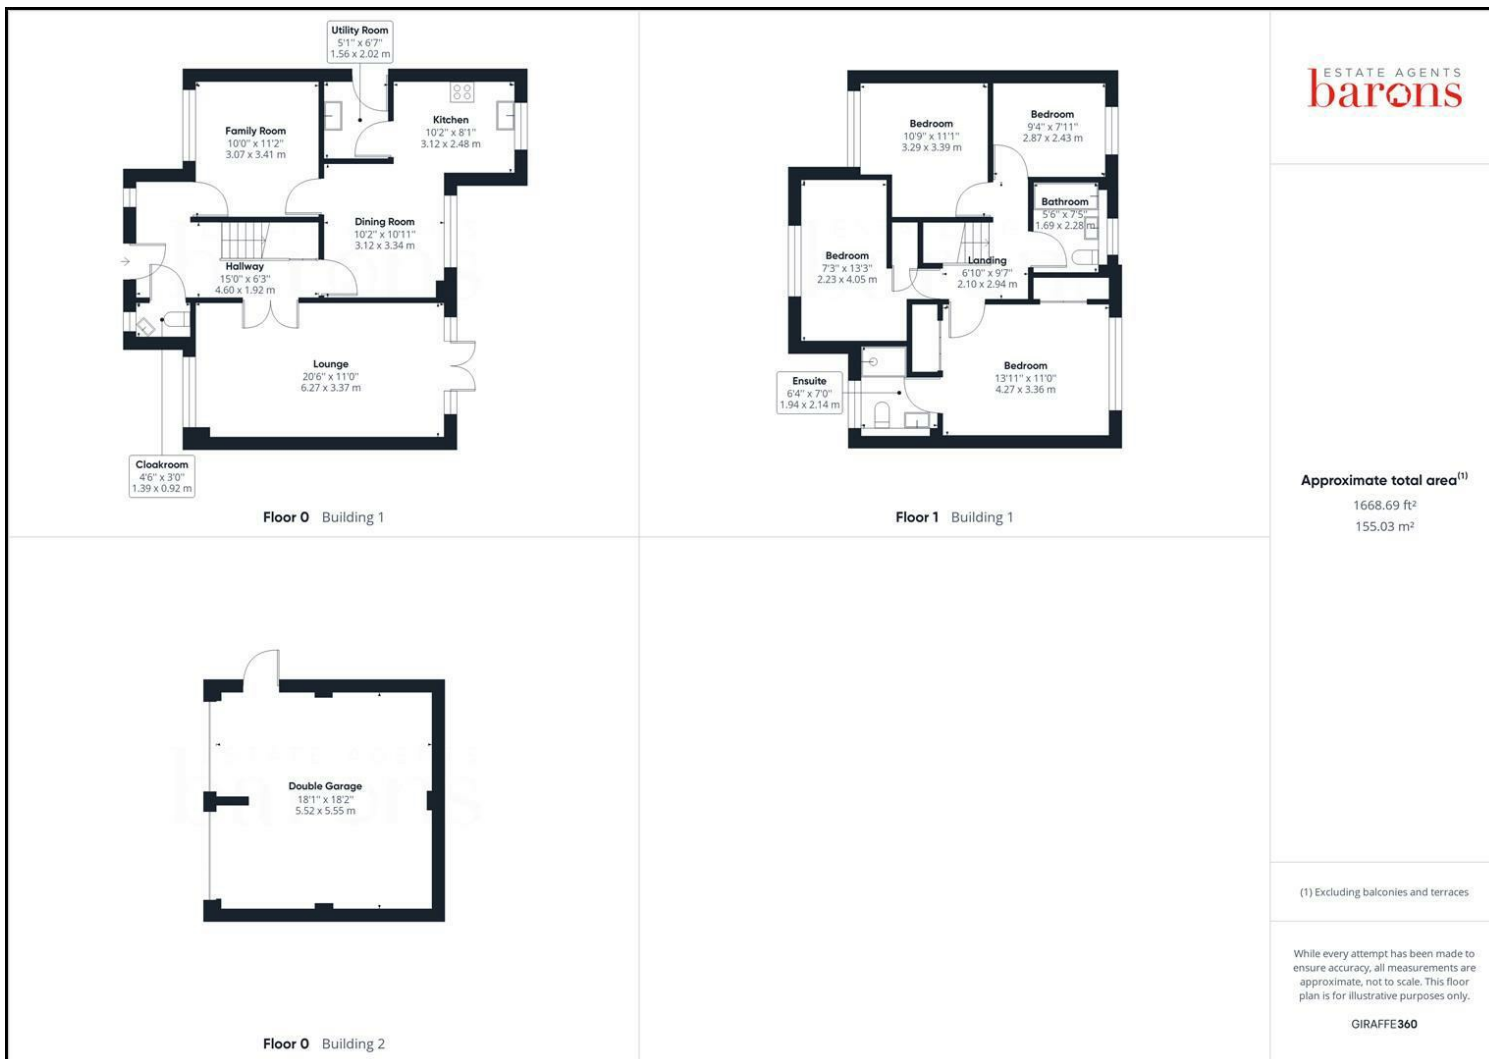 Utility Room
5'1" x 6'7"
1.56 x 2.02 m
Family Room
10'0" x 11'2"
3.07 x 3.41 m
Kitchen
10'2" x 8'1"
3.12 x 2.48 m
Dining Room
10'2" x 10'11"
3.12 x 3.34 m
Hallway
15'0" x 6'3"
4.60 x 1.92 m
Lounge
20'6" x 11'0"
6.27 x 3.37 m
Cloakroom
4'6" x 3'0"
1.39 x 0.92 m
Floor 0 Building 1
Bedroom
10'9" x 11'1"
3.29 x 3.39 m
Bedroom
9'4" x 7'11"
2.87 x 2.43 m
Bathroom
5'6" x 7'5"
1.69 x 2.28 m
Bedroom
7'3" x 13'3"
2.23 x 4.05 m
Landing
6'10" x 9'7"
2.10 x 2.94 m
Bedroom
13'11" x 11'0"
4.27 x 3.36 m
Ensuite
6'4" x 7'0"
1.94 x 2.14 m
Floor 1 Building 1
ESTATE AGENTS
barons
Double Garage
18'1" x 18'2"
5.52 x 5.55 m
Floor 0 Building 2
ESTATE AGENTS
barons
Approximate total area(1)
1668.69 ft²
155.03 m²
(1) Excluding balconies and terraces
While every attempt has been made to
ensure accuracy, all measurements are
approximate, not to scale. This floor
plan is for illustrative purposes only.
GIRAFFE360